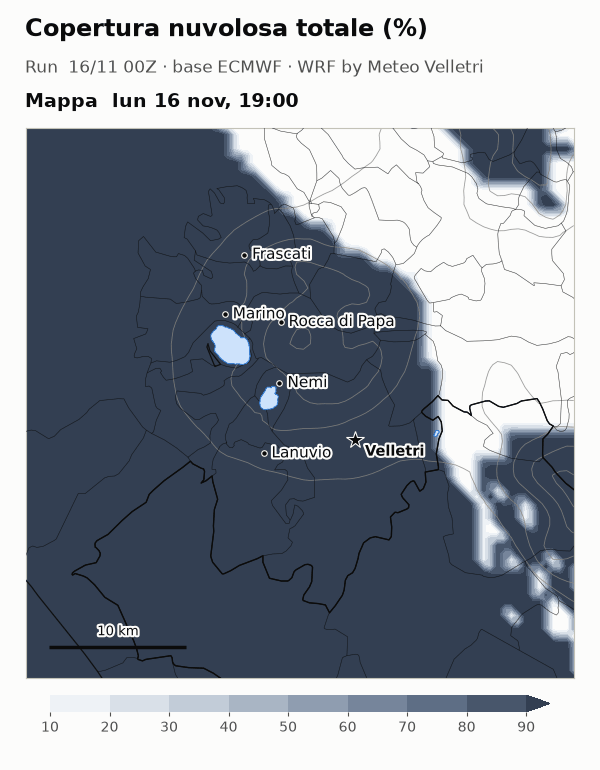 Copertura nuvolosa totale (%)
Run  16/11 00Z · base ECMWF · WRF by Meteo Velletri
Mappa  lun 16 nov, 19:00
Frascati
Marino
Rocca di Papa
Nemi
Velletri
Lanuvio
10 km
10 20 30 40 50 60 70 80 90